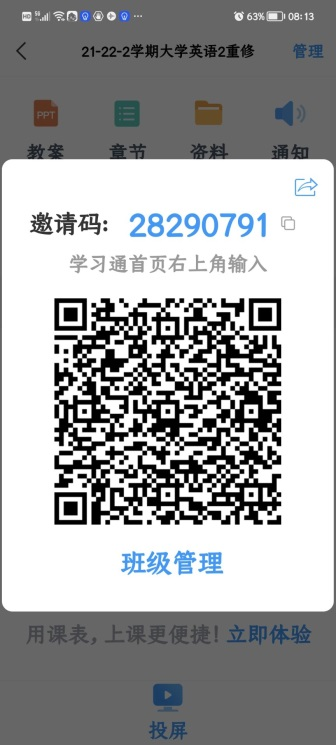 HD 5G 63% 08:13
21-22-2学期大学英语2重修 管理
PPT
教案 章节 资料 通知
邀请码: 28290791
学习通首页右上角输入
班级管理
用课表,上课更便捷! 立即体验
投屏